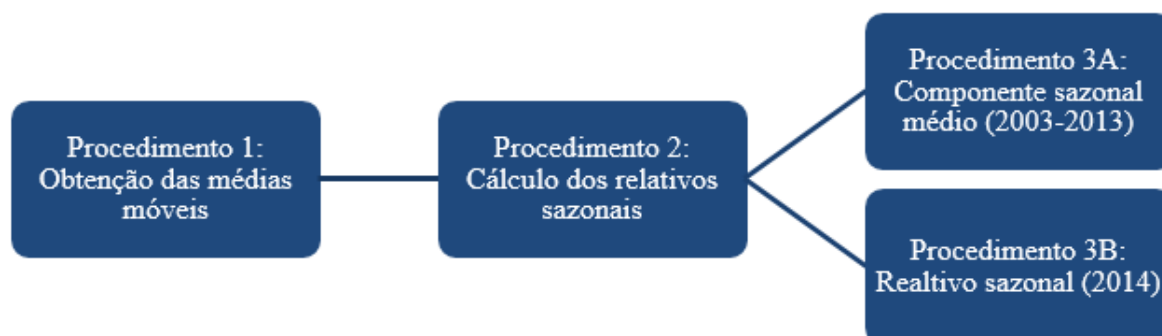 Procedimento 1:
Obtenção das médias
móveis
Procedimento 2:
Cálculo dos relativos
sazonais
Procedimento 3A:
Componente sazonal
médio (2003-2013)
Procedimento 3B:
Realtivo sazonal (2014)